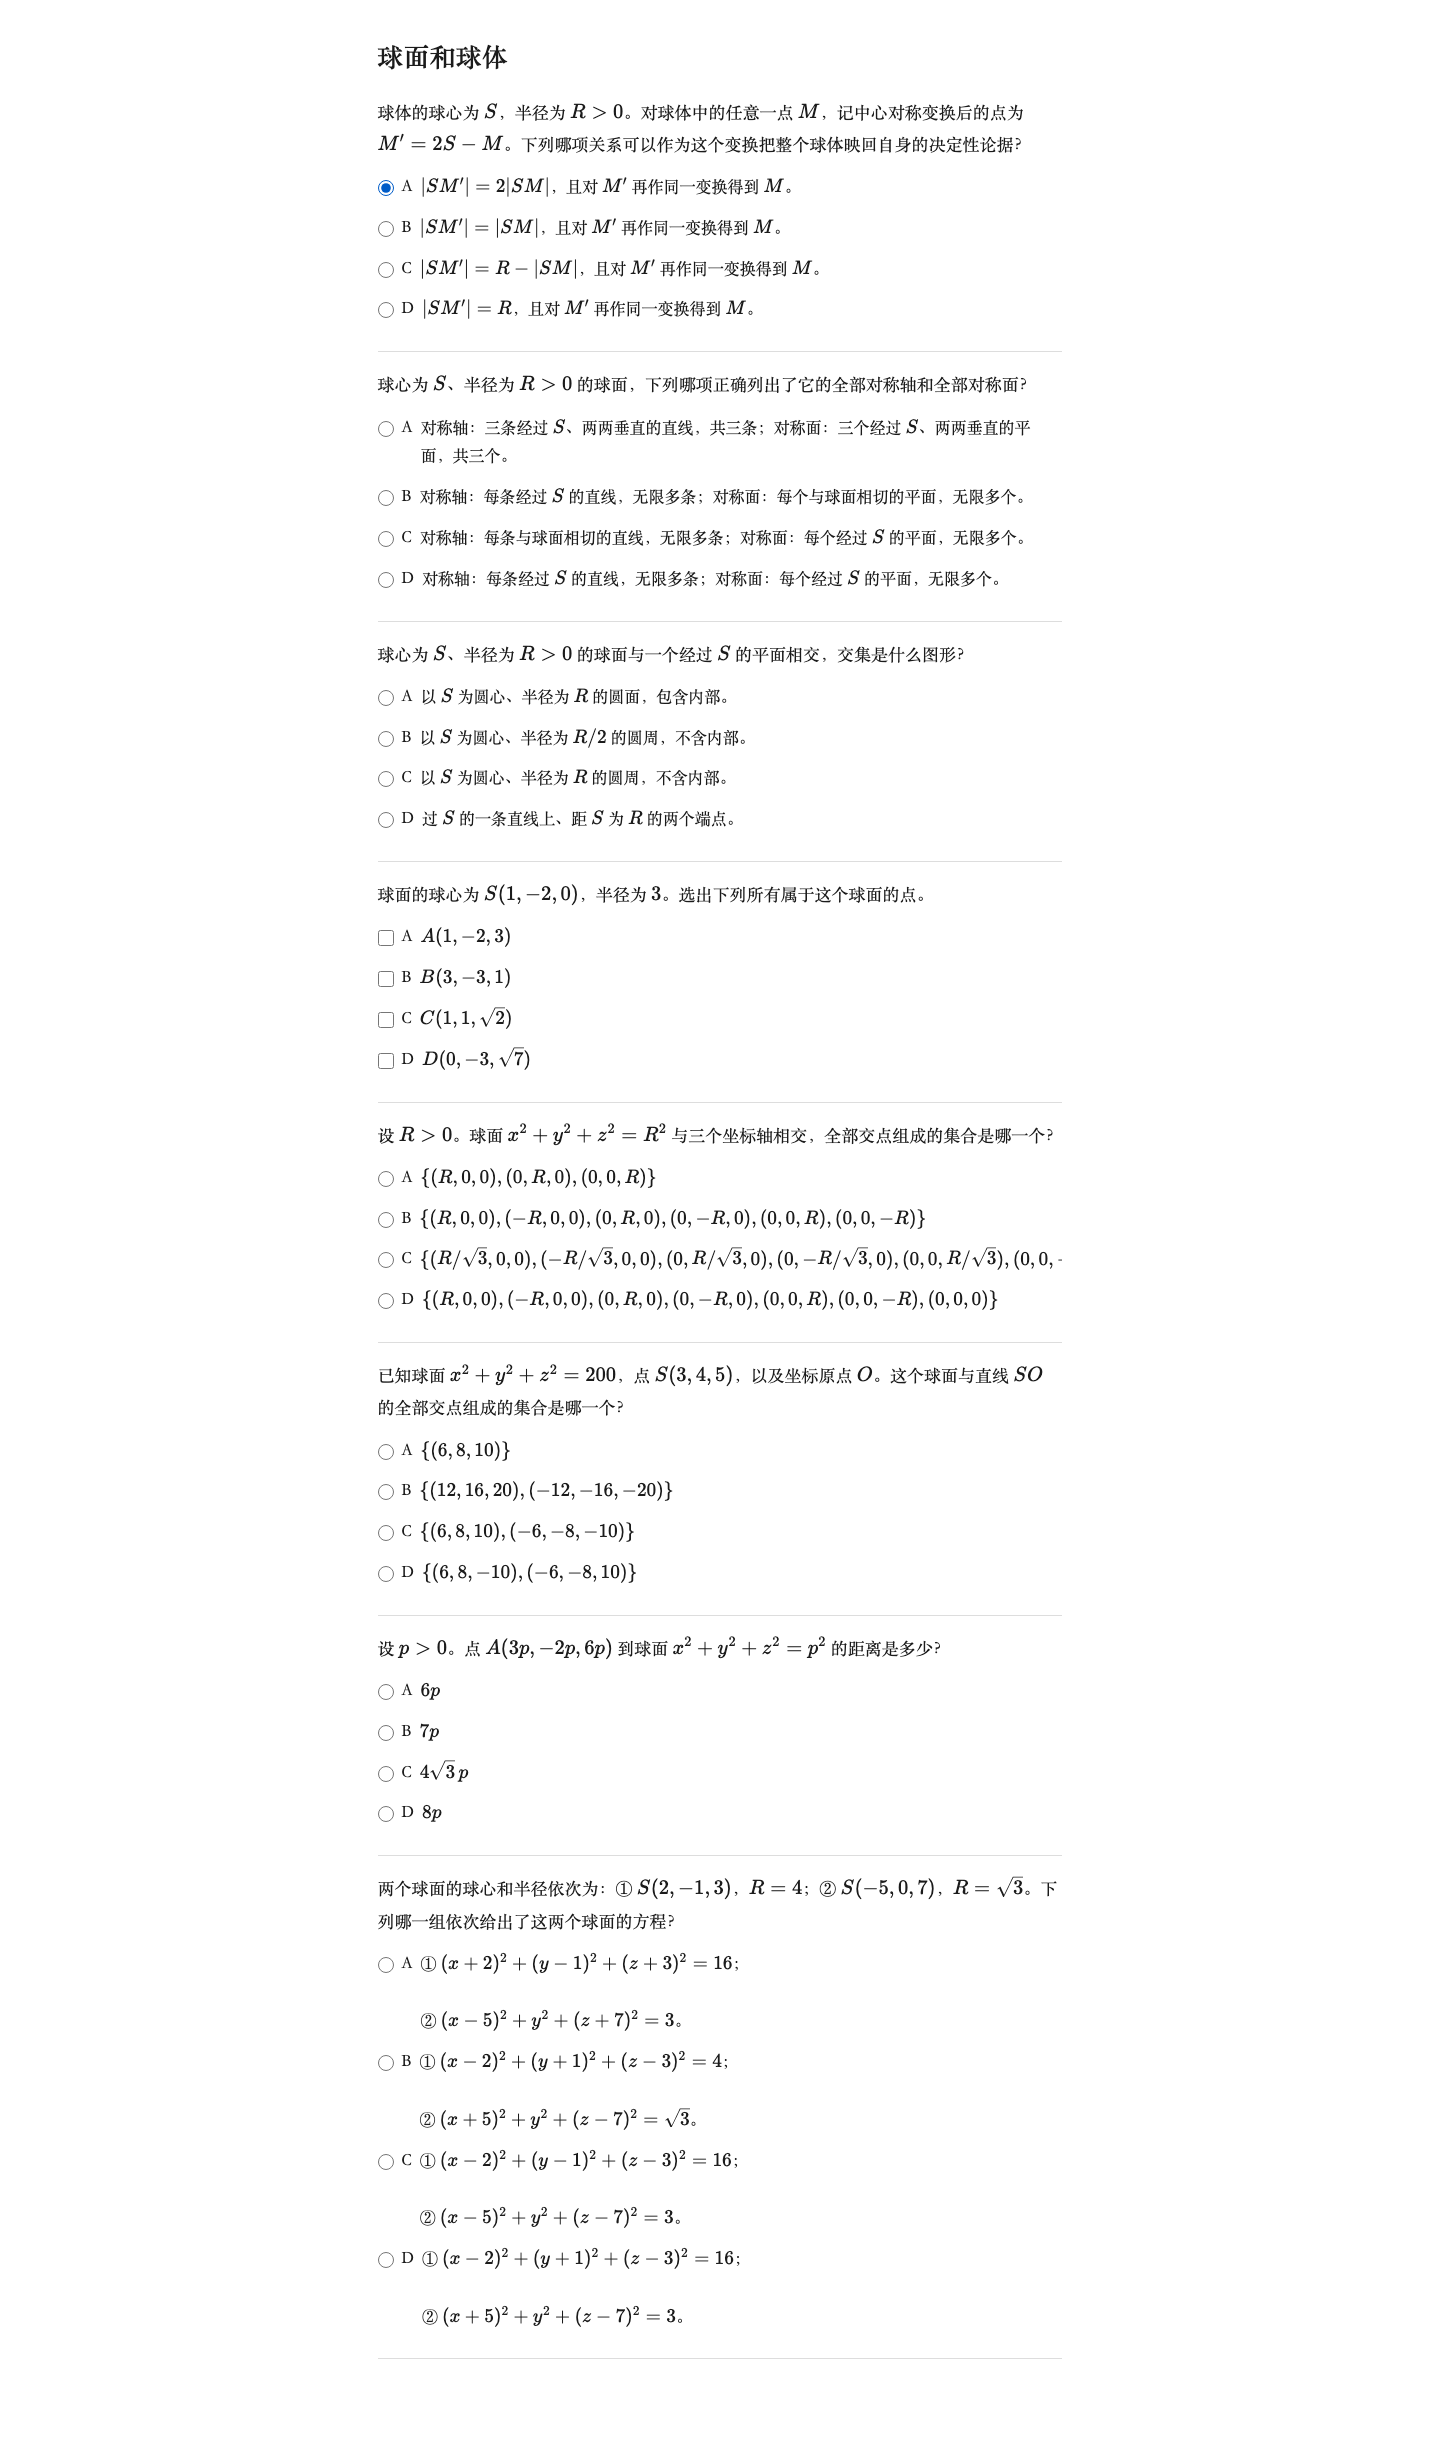 球面和球体
球体的球心为 S，半径为 R > 0。对球体中的任意一点 M，记中心对称变换后的点为
M′ = 2S − M。下列哪项关系可以作为这个变换把整个球体映回自身的决定性论据？
A |SM′| = 2|SM|，且对 M′ 再作同一变换得到 M。
B |SM′| = |SM|，且对 M′ 再作同一变换得到 M。
C |SM′| = R − |SM|，且对 M′ 再作同一变换得到 M。
D |SM′| = R，且对 M′ 再作同一变换得到 M。
球心为 S、半径为 R > 0 的球面，下列哪项正确列出了它的全部对称轴和全部对称面？
A 对称轴：三条经过 S、两两垂直的直线，共三条；对称面：三个经过 S、两两垂直的平
面，共三个。
B 对称轴：每条经过 S 的直线，无限多条；对称面：每个与球面相切的平面，无限多个。
C 对称轴：每条与球面相切的直线，无限多条；对称面：每个经过 S 的平面，无限多个。
D 对称轴：每条经过 S 的直线，无限多条；对称面：每个经过 S 的平面，无限多个。
球心为 S、半径为 R > 0 的球面与一个经过 S 的平面相交，交集是什么图形？
A 以 S 为圆心、半径为 R 的圆面，包含内部。
B 以 S 为圆心、半径为 R/2 的圆周，不含内部。
C 以 S 为圆心、半径为 R 的圆周，不含内部。
D 过 S 的一条直线上、距 S 为 R 的两个端点。
球面的球心为 S(1, −2, 0)，半径为 3。选出下列所有属于这个球面的点。
A A(1, −2, 3)
B B(3, −3, 1)
C C(1, 1, √2)
D D(0, −3, √7)
设 R > 0。球面 x² + y² + z² = R² 与三个坐标轴相交，全部交点组成的集合是哪一个？
A {(R, 0, 0), (0, R, 0), (0, 0, R)}
B {(R, 0, 0), (−R, 0, 0), (0, R, 0), (0, −R, 0), (0, 0, R), (0, 0, −R)}
C {(R/√3, 0, 0), (−R/√3, 0, 0), (0, R/√3, 0), (0, −R/√3, 0), (0, 0, R/√3), (0, 0, −
D {(R, 0, 0), (−R, 0, 0), (0, R, 0), (0, −R, 0), (0, 0, R), (0, 0, −R), (0, 0, 0)}
已知球面 x² + y² + z² = 200，点 S(3, 4, 5)，以及坐标原点 O。这个球面与直线 SO
的全部交点组成的集合是哪一个？
A {(6, 8, 10)}
B {(12, 16, 20), (−12, −16, −20)}
C {(6, 8, 10), (−6, −8, −10)}
D {(6, 8, −10), (−6, −8, 10)}
设 p > 0。点 A(3p, −2p, 6p) 到球面 x² + y² + z² = p² 的距离是多少？
A 6p
B 7p
C 4√3 p
D 8p
两个球面的球心和半径依次为：① S(2, −1, 3)，R = 4；② S(−5, 0, 7)，R = √3。下
列哪一组依次给出了这两个球面的方程？
A ① (x + 2)² + (y − 1)² + (z + 3)² = 16；
② (x − 5)² + y² + (z + 7)² = 3。
B ① (x − 2)² + (y + 1)² + (z − 3)² = 4；
② (x + 5)² + y² + (z − 7)² = √3。
C ① (x − 2)² + (y − 1)² + (z − 3)² = 16；
② (x − 5)² + y² + (z − 7)² = 3。
D ① (x − 2)² + (y + 1)² + (z − 3)² = 16；
② (x + 5)² + y² + (z − 7)² = 3。